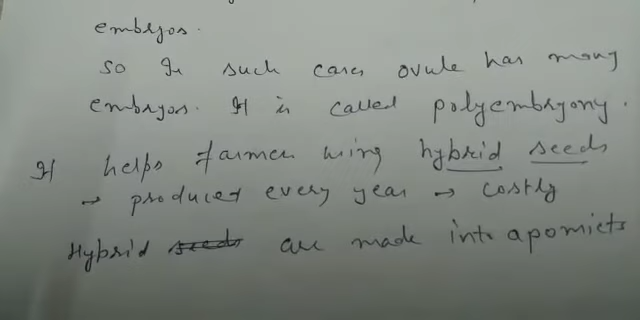 embryos.
So In such cases ovule has many
embryos. It is called polyembryony.
It helps farmer using hybrid seeds
→ produced every year → costly
Hybrid seeds are made into apomicts